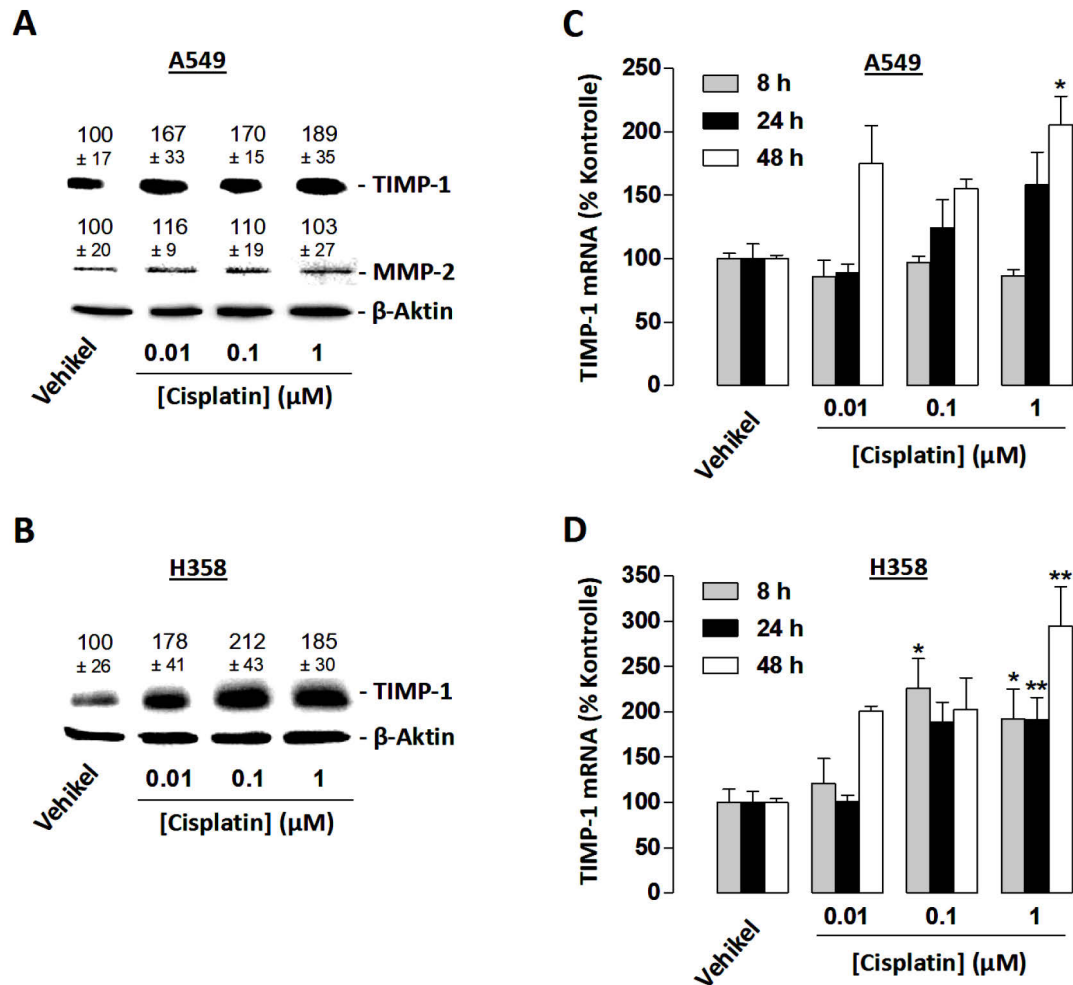 A
A549
100 167 170 189
± 17 ± 33 ± 15 ± 35
- TIMP-1
100 116 110 103
± 20 ± 9 ± 19 ± 27
- MMP-2
- β-Aktin
Vehikel 0.01 0.1 1
[Cisplatin] (µM)
B
H358
100 178 212 185
± 26 ± 41 ± 43 ± 30
- TIMP-1
- β-Aktin
Vehikel 0.01 0.1 1
[Cisplatin] (µM)
C
A549
TIMP-1 mRNA (% Kontrolle)
250
200
150
100
50
0
8 h
24 h
48 h
*
Vehikel 0.01 0.1 1
[Cisplatin] (µM)
D
H358
TIMP-1 mRNA (% Kontrolle)
350
300
250
200
150
100
50
0
8 h
24 h
48 h
* * ** **
Vehikel 0.01 0.1 1
[Cisplatin] (µM)